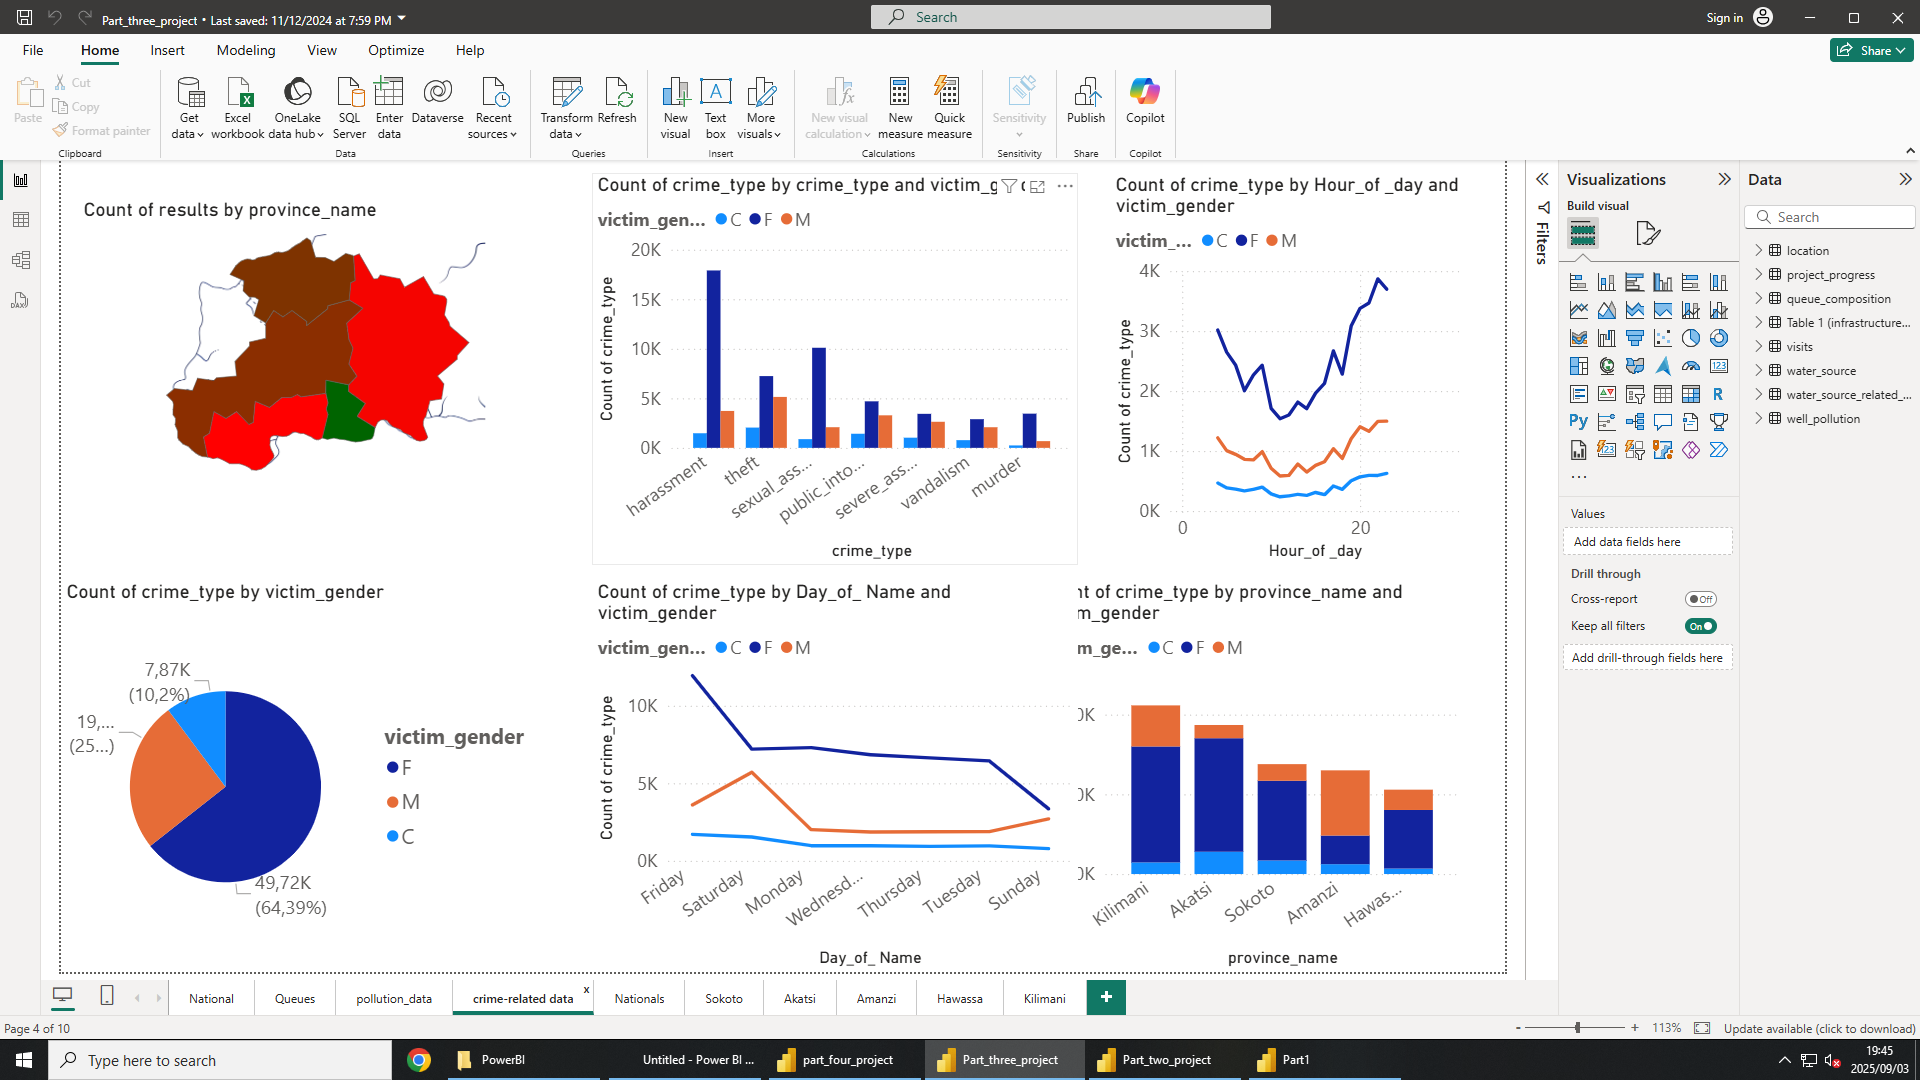 Part_three_project • Last saved: 11/12/2024 at 7:59 PM
Search
Sign in
File Home Insert Modeling View Optimize Help
Share
Paste
Cut
Copy
Format painter
Clipboard
Get data
Excel workbook
OneLake data hub
SQL Server
Enter data
Dataverse
Recent sources
Data
Transform data
Refresh
Queries
New visual
Text box
More visuals
Insert
New visual calculation
New measure
Quick measure
Calculations
Sensitivity
Sensitivity
Publish
Share
Copilot
Copilot
DAX
Count of results by province_name
Count of crime_type by crime_type and victim_g
victim_gen... C F M
20K
15K
10K
5K
0K
Count of crime_type
harassment
theft
sexual_ass...
public_into...
severe_ass...
vandalism
murder
crime_type
Count of crime_type by Hour_of _day and
victim_gender
victim_... C F M
4K
3K
2K
1K
0K
Count of crime_type
0 20
Hour_of _day
Count of crime_type by victim_gender
7,87K
(10,2%)
19,...
(25...)
49,72K
(64,39%)
victim_gender
F
M
C
Count of crime_type by Day_of_ Name and
victim_gender
victim_gen... C F M
10K
5K
0K
Count of crime_type
Friday
Saturday
Monday
Wednesd...
Thursday
Tuesday
Sunday
Day_of_ Name
nt of crime_type by province_name and
m_gender
m_ge... C F M
0K
0K
0K
Kilimani
Akatsi
Sokoto
Amanzi
Hawas...
province_name
Filters
Visualizations
Build visual
R
Py
123
Values
Add data fields here
Drill through
Cross-report Off
Keep all filters On
Add drill-through fields here
Data
Search
location
project_progress
queue_composition
Table 1 (infrastructure...
visits
water_source
water_source_related_...
well_pollution
National Queues pollution_data crime-related data x Nationals Sokoto Akatsi Amanzi Hawassa Kilimani +
Page 4 of 10
- + 113%
Update available (click to download)
Type here to search
PowerBI
Untitled - Power BI ...
part_four_project
Part_three_project
Part_two_project
Part1
19:45
2025/09/03